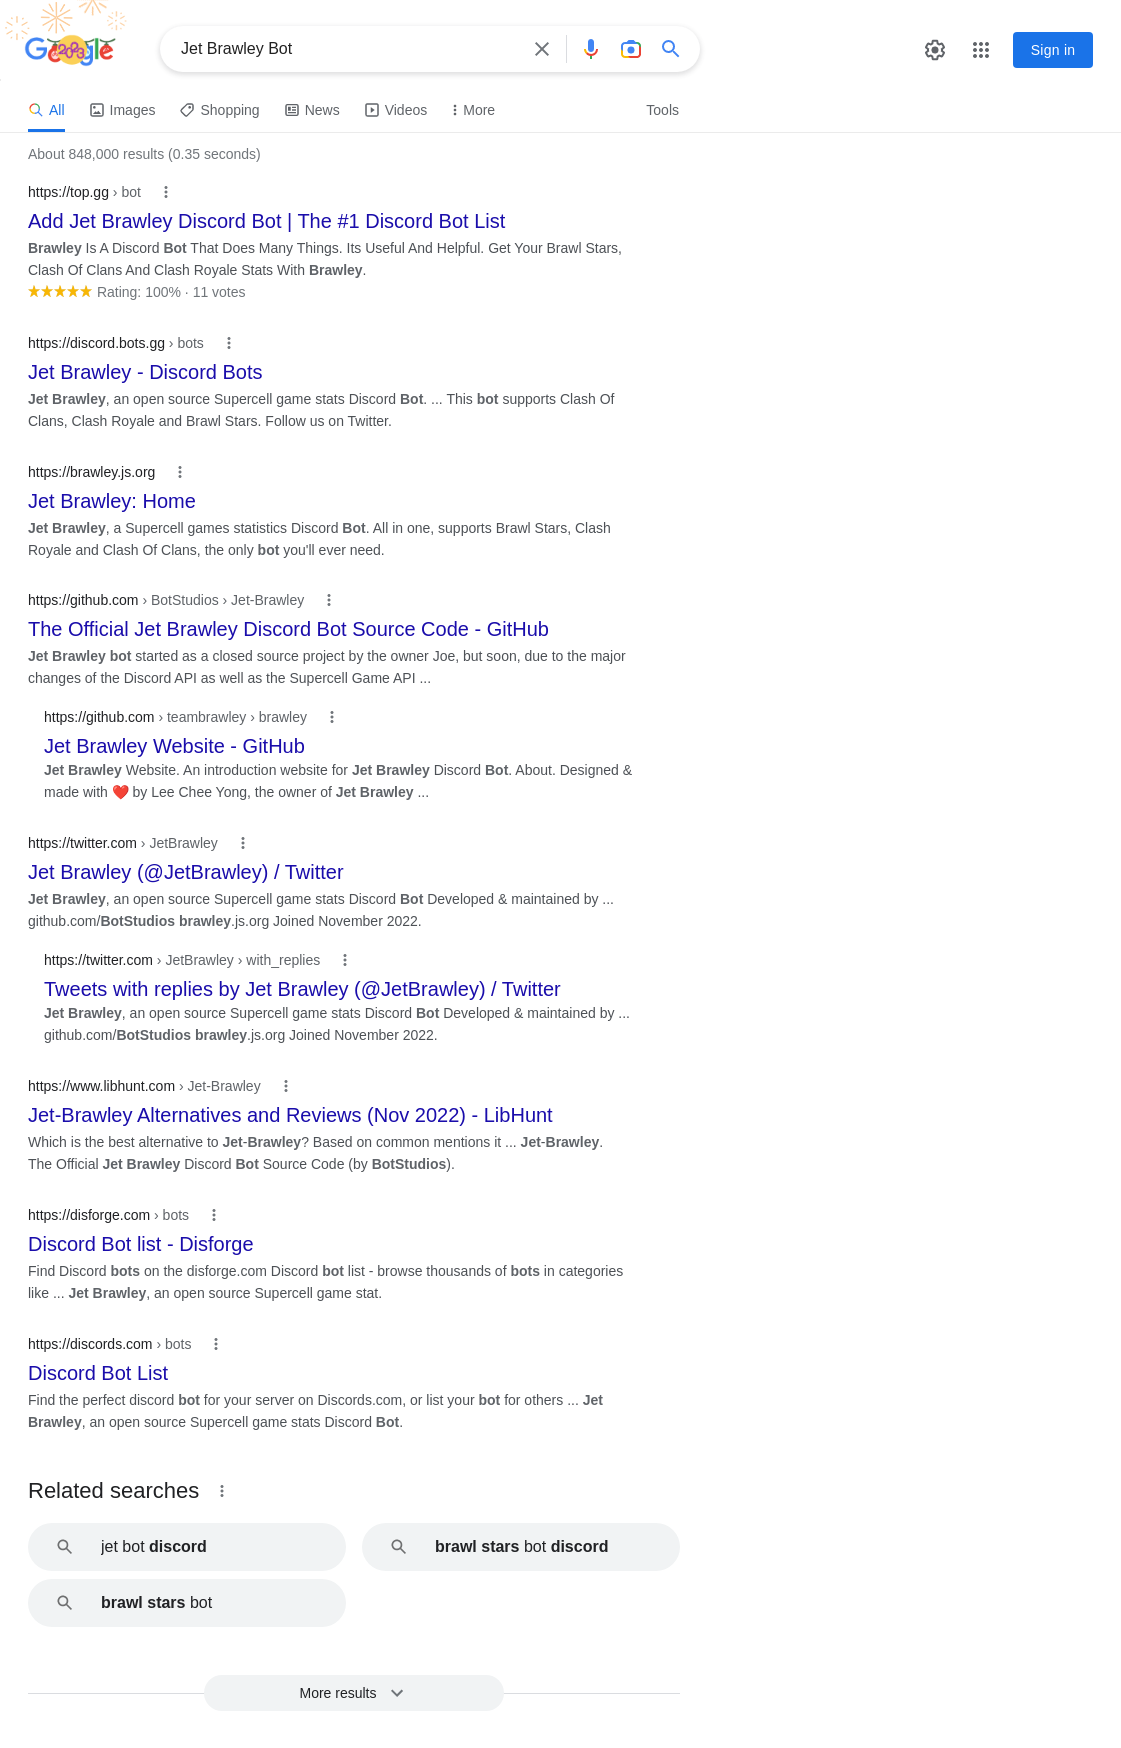 Google
2023
Jet Brawley Bot
Sign in
All
Images
Shopping
News
Videos
More
Tools
About 848,000 results (0.35 seconds)
https://top.gg › bot
Add Jet Brawley Discord Bot | The #1 Discord Bot List
Brawley Is A Discord Bot That Does Many Things. Its Useful And Helpful. Get Your Brawl Stars,
Clash Of Clans And Clash Royale Stats With Brawley.
Rating: 100% · 11 votes
https://discord.bots.gg › bots
Jet Brawley - Discord Bots
Jet Brawley, an open source Supercell game stats Discord Bot. ... This bot supports Clash Of
Clans, Clash Royale and Brawl Stars. Follow us on Twitter.
https://brawley.js.org
Jet Brawley: Home
Jet Brawley, a Supercell games statistics Discord Bot. All in one, supports Brawl Stars, Clash
Royale and Clash Of Clans, the only bot you'll ever need.
https://github.com › BotStudios › Jet-Brawley
The Official Jet Brawley Discord Bot Source Code - GitHub
Jet Brawley bot started as a closed source project by the owner Joe, but soon, due to the major
changes of the Discord API as well as the Supercell Game API ...
https://github.com › teambrawley › brawley
Jet Brawley Website - GitHub
Jet Brawley Website. An introduction website for Jet Brawley Discord Bot. About. Designed &
made with ❤️ by Lee Chee Yong, the owner of Jet Brawley ...
https://twitter.com › JetBrawley
Jet Brawley (@JetBrawley) / Twitter
Jet Brawley, an open source Supercell game stats Discord Bot Developed & maintained by ...
github.com/BotStudios brawley.js.org Joined November 2022.
https://twitter.com › JetBrawley › with_replies
Tweets with replies by Jet Brawley (@JetBrawley) / Twitter
Jet Brawley, an open source Supercell game stats Discord Bot Developed & maintained by ...
github.com/BotStudios brawley.js.org Joined November 2022.
https://www.libhunt.com › Jet-Brawley
Jet-Brawley Alternatives and Reviews (Nov 2022) - LibHunt
Which is the best alternative to Jet-Brawley? Based on common mentions it ... Jet-Brawley.
The Official Jet Brawley Discord Bot Source Code (by BotStudios).
https://disforge.com › bots
Discord Bot list - Disforge
Find Discord bots on the disforge.com Discord bot list - browse thousands of bots in categories
like ... Jet Brawley, an open source Supercell game stat.
https://discords.com › bots
Discord Bot List
Find the perfect discord bot for your server on Discords.com, or list your bot for others ... Jet
Brawley, an open source Supercell game stats Discord Bot.
Related searches
jet bot discord
brawl stars bot discord
brawl stars bot
More results